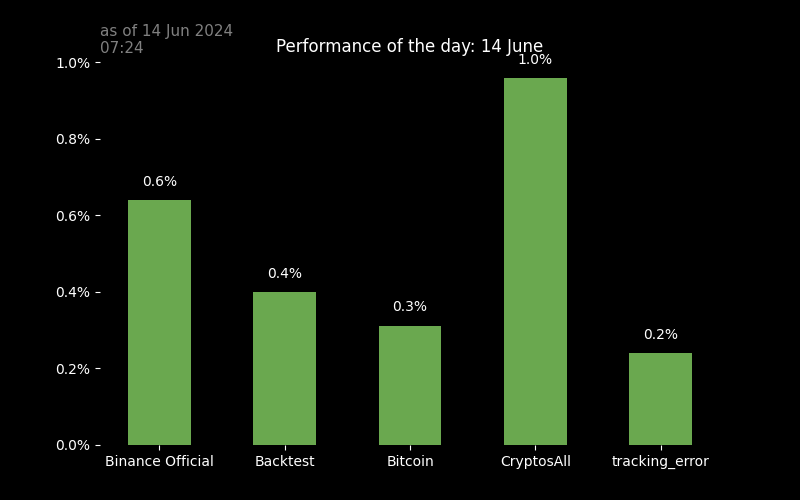 as of 14 Jun 2024
07:24
Performance of the day: 14 June
1.0%
0.8%
0.6%
0.4%
0.2%
0.0%
0.6%
0.4%
0.3%
1.0%
0.2%
Binance Official
Backtest
Bitcoin
CryptosAll
tracking_error